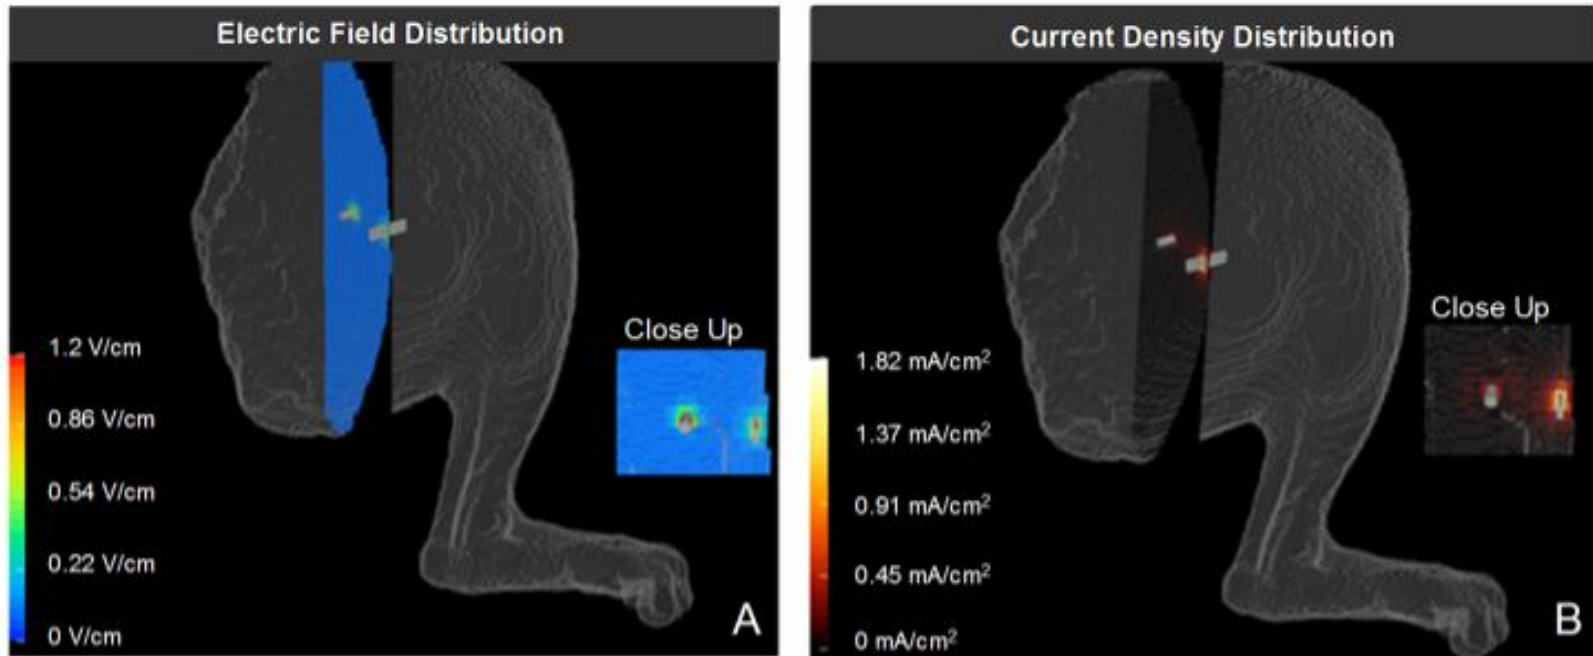 Electric Field Distribution
Close Up
1.2 V/cm
0.86 V/cm
0.54 V/cm
0.22 V/cm
0 V/cm
A
Current Density Distribution
Close Up
1.82 mA/cm²
1.37 mA/cm²
0.91 mA/cm²
0.45 mA/cm²
0 mA/cm²
B